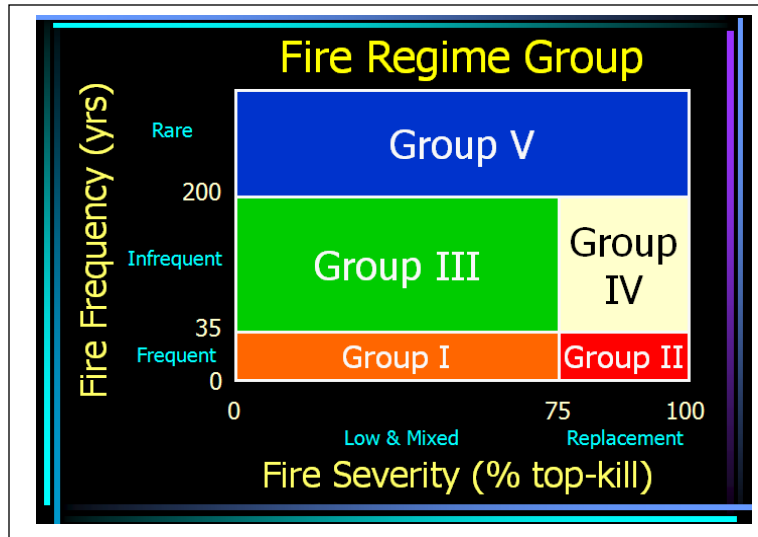 Fire Regime Group
Fire Frequency (yrs)
Rare
Group V
200
Infrequent
Group III
Group
IV
35
Frequent
Group I
Group II
0
0
75
100
Low & Mixed
Replacement
Fire Severity (% top-kill)